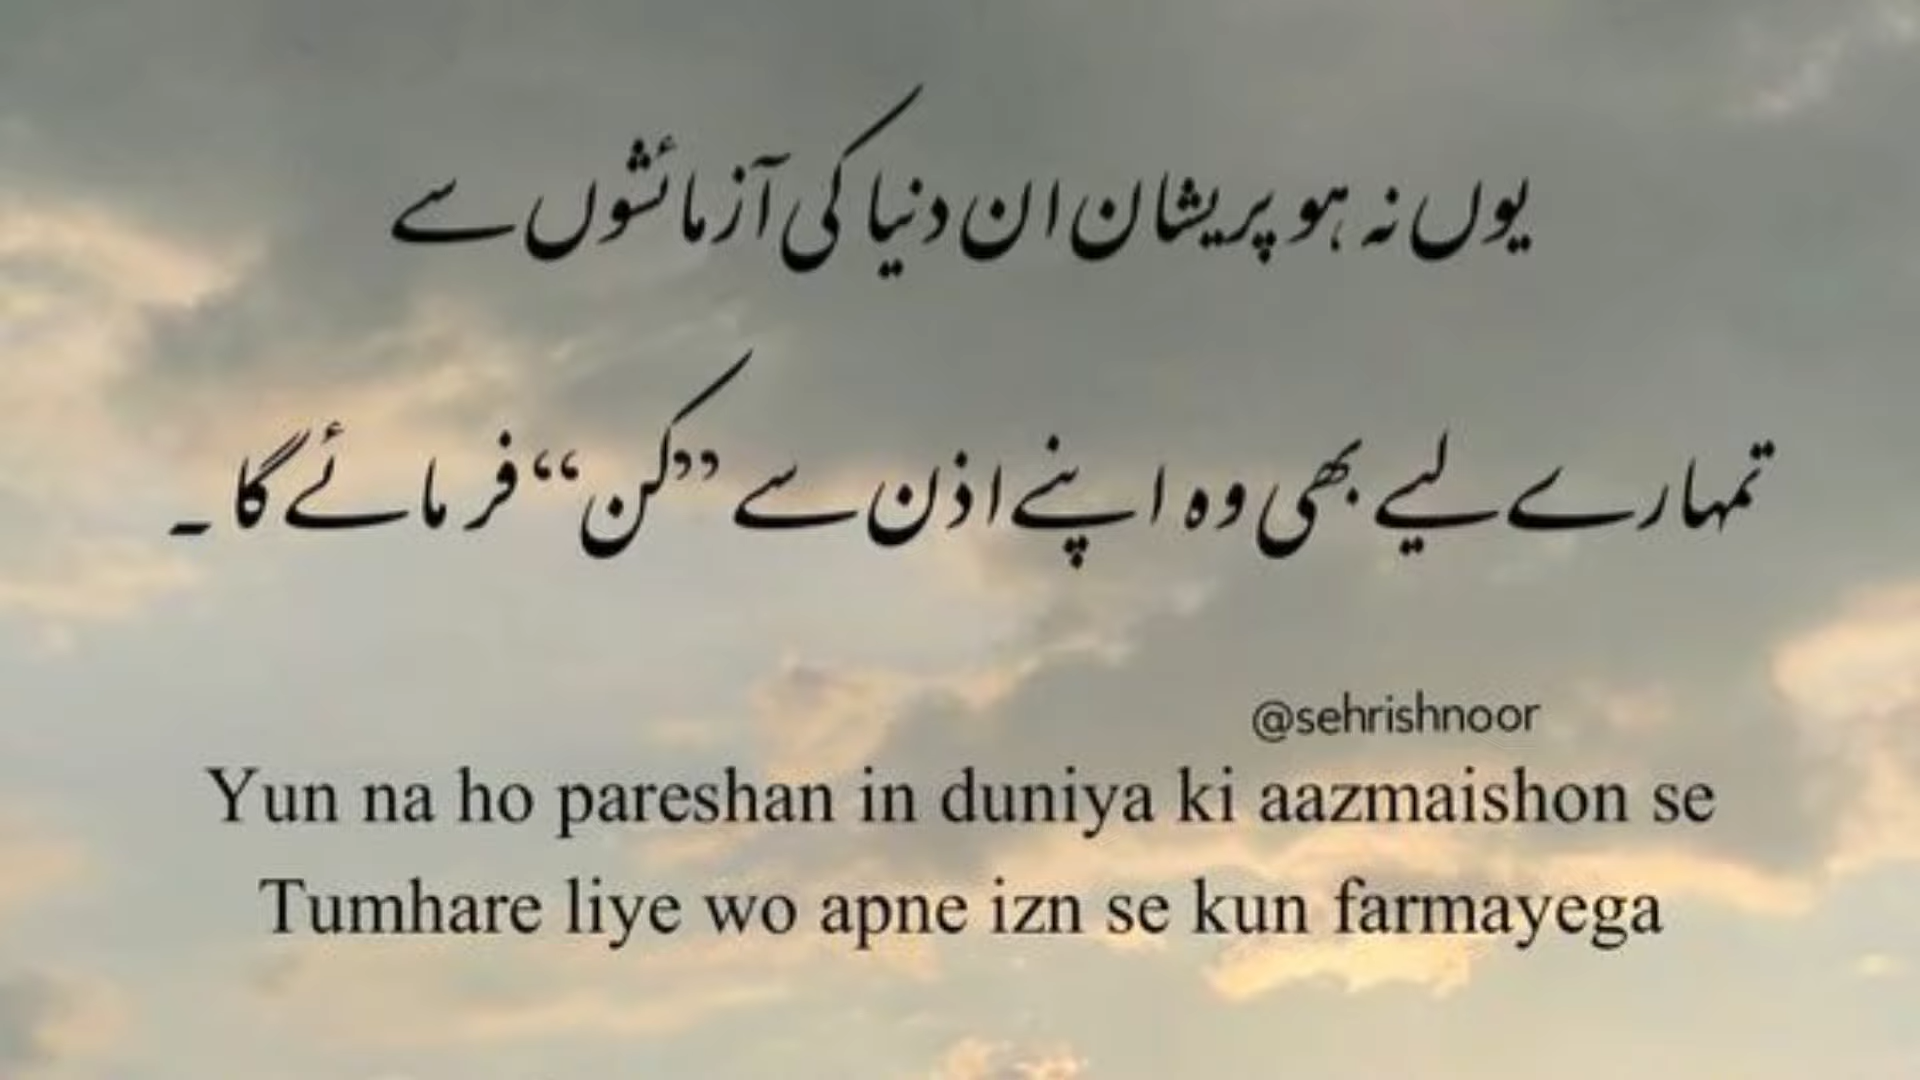 یوں نہ ہو پریشان ان دنیا کی آزمائشوں سے
تمہارے لیے بھی وہ اپنے اذن سے ”کن“ فرمائے گا ۔
@sehrishnoor
Yun na ho pareshan in duniya ki aazmaishon se
Tumhare liye wo apne izn se kun farmayega